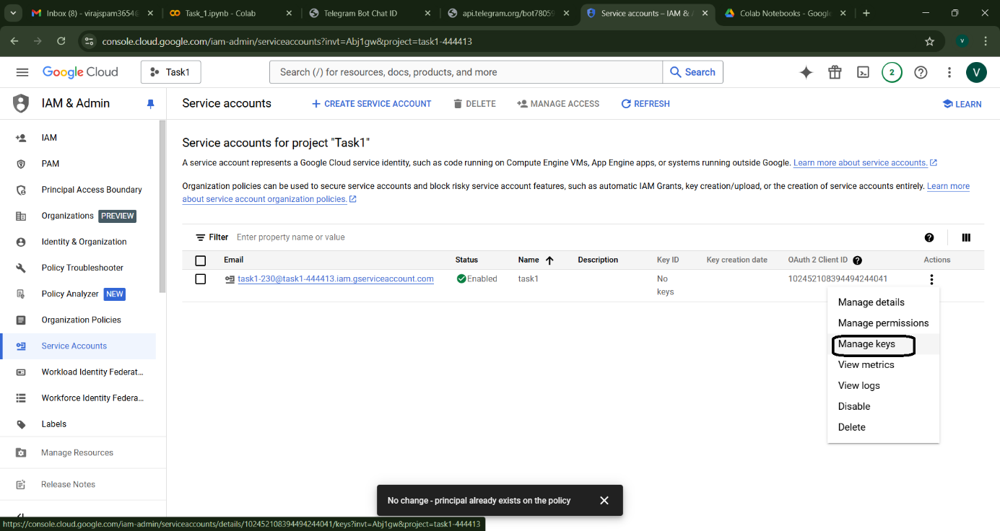 Inbox (8) - virajspam3654@
Task_1.ipynb - Colab
Telegram Bot Chat ID
api.telegram.org/bot78059
Service accounts – IAM & A
Colab Notebooks - Google
console.cloud.google.com/iam-admin/serviceaccounts?invt=Abj1gw&project=task1-444413
V
Google Cloud
Task1
Search (/) for resources, docs, products, and more
Search
2
V
IAM & Admin
Service accounts
CREATE SERVICE ACCOUNT
DELETE
MANAGE ACCESS
REFRESH
LEARN
IAM
PAM
Principal Access Boundary
Organizations PREVIEW
Identity & Organization
Policy Troubleshooter
Policy Analyzer NEW
Organization Policies
Service Accounts
Workload Identity Federat...
Workforce Identity Federa...
Labels
Manage Resources
Release Notes
Service accounts for project "Task1"
A service account represents a Google Cloud service identity, such as code running on Compute Engine VMs, App Engine apps, or systems running outside Google. Learn more about service accounts.
Organization policies can be used to secure service accounts and block risky service account features, such as automatic IAM Grants, key creation/upload, or the creation of service accounts entirely. Learn more
about service account organization policies.
Filter Enter property name or value
Email Status Name Description Key ID Key creation date OAuth 2 Client ID Actions
task1-230@task1-444413.iam.gserviceaccount.com Enabled task1 No 102452108394494244041
keys
Manage details
Manage permissions
Manage keys
View metrics
View logs
Disable
Delete
No change - principal already exists on the policy
https://console.cloud.google.com/iam-admin/serviceaccounts/details/102452108394494244041/keys?invt=Abj1gw&project=task1-444413